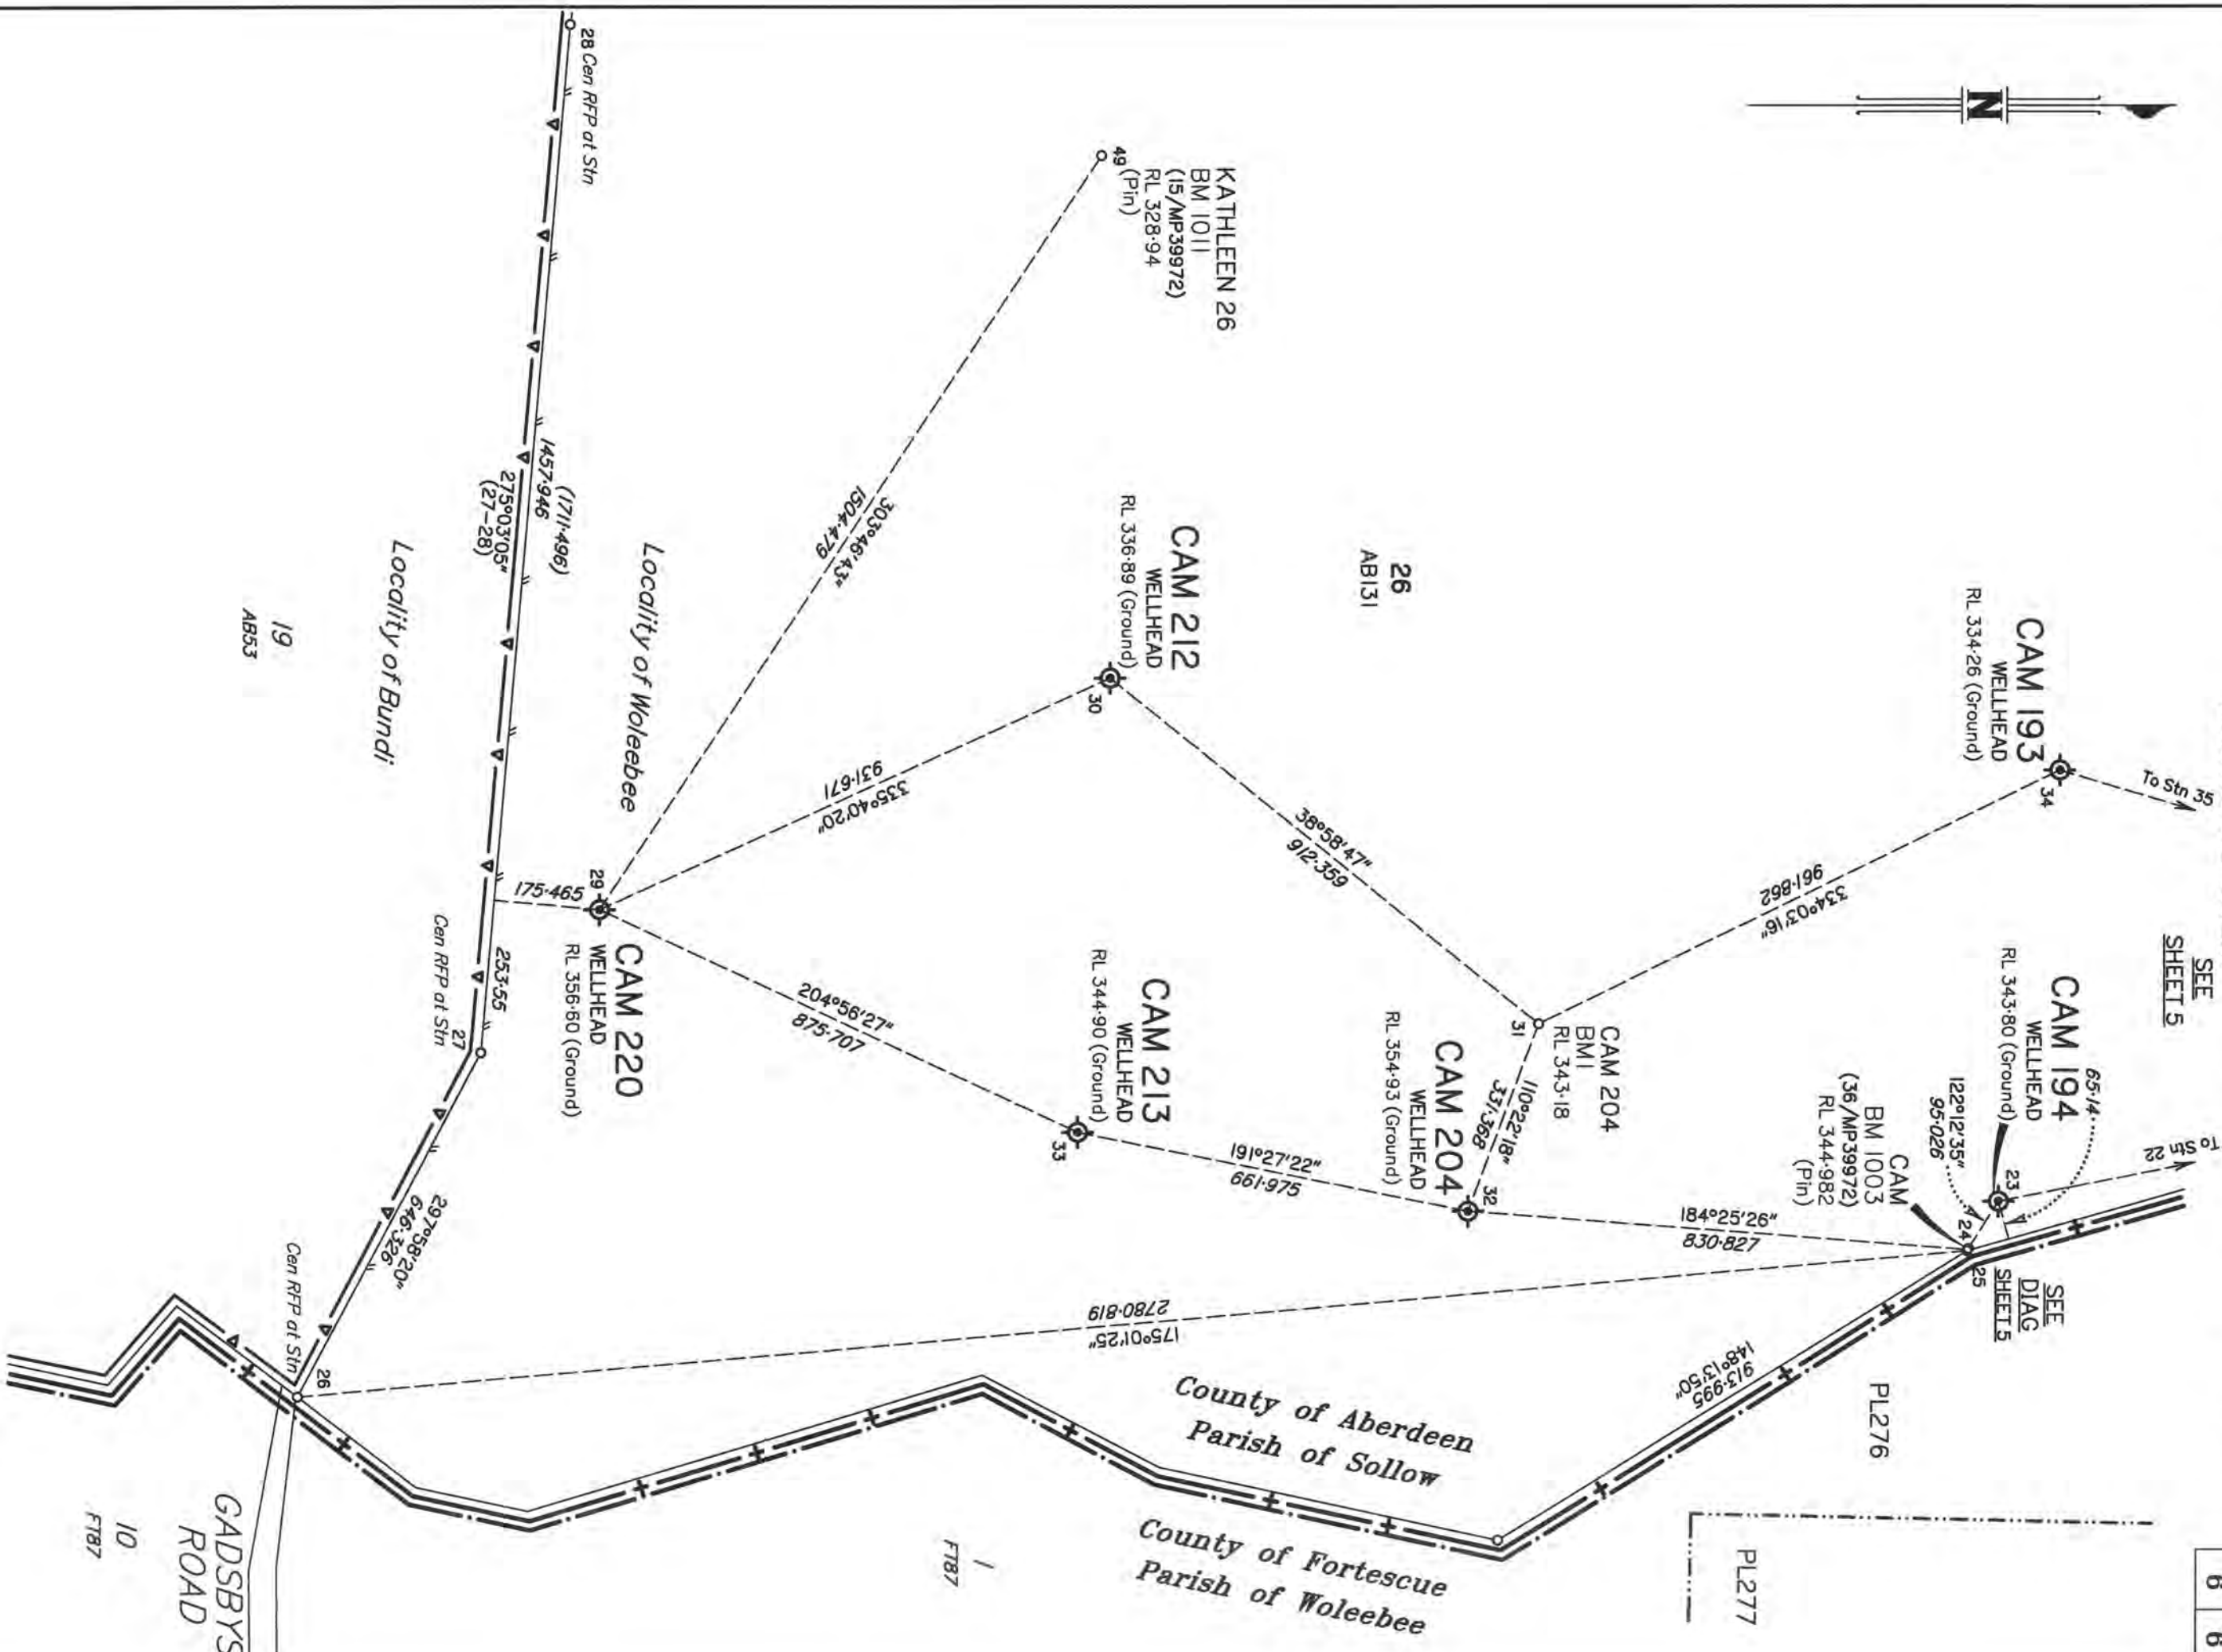 N
To Stn 35
CAM 193
WELLHEAD
RL 334·26 (Ground)
34
334°03'16"
961·862
SEE
SHEET 5
To Stn 22
65·14
CAM 194
WELLHEAD
RL 343·80 (Ground)
23
122°12'35"
95·026
CAM
BM 1003
(36/MP39972)
RL 344·982
(Pin)
24
25
SEE
DIAG
SHEET 5
PL276
PL277
6
6
148°13'50"
913·995
184°25'26"
830·827
26
AB131
CAM 204
BM 1
RL 343·18
31
110°22'18"
331·368
CAM 204
WELLHEAD
RL 354·93 (Ground)
32
38°58'47"
912·359
191°27'22"
661·975
KATHLEEN 26
BM 1011
(15/MP39972)
RL 328·94
(Pin)
49
CAM 212
WELLHEAD
RL 336·89 (Ground)
30
CAM 213
WELLHEAD
RL 344·90 (Ground)
33
County of Aberdeen
Parish of Sollow
County of Fortescue
Parish of Woleebee
175°01'25"
2780·819
303°46'43"
1504·479
335°40'20"
931·671
204°56'27"
875·707
1
FT87
Locality of Woleebee
29
CAM 220
WELLHEAD
RL 356·60 (Ground)
175·465
28 Cen RFP at Stn
(1711·496)
1457·946
275°03'05"
(27-28)
253·55
27
Cen RFP at Stn
Locality of Bundi
297°58'20"
646·326
26
Cen RFP at Stn
19
AB53
GADSBYS
ROAD
10
FT87